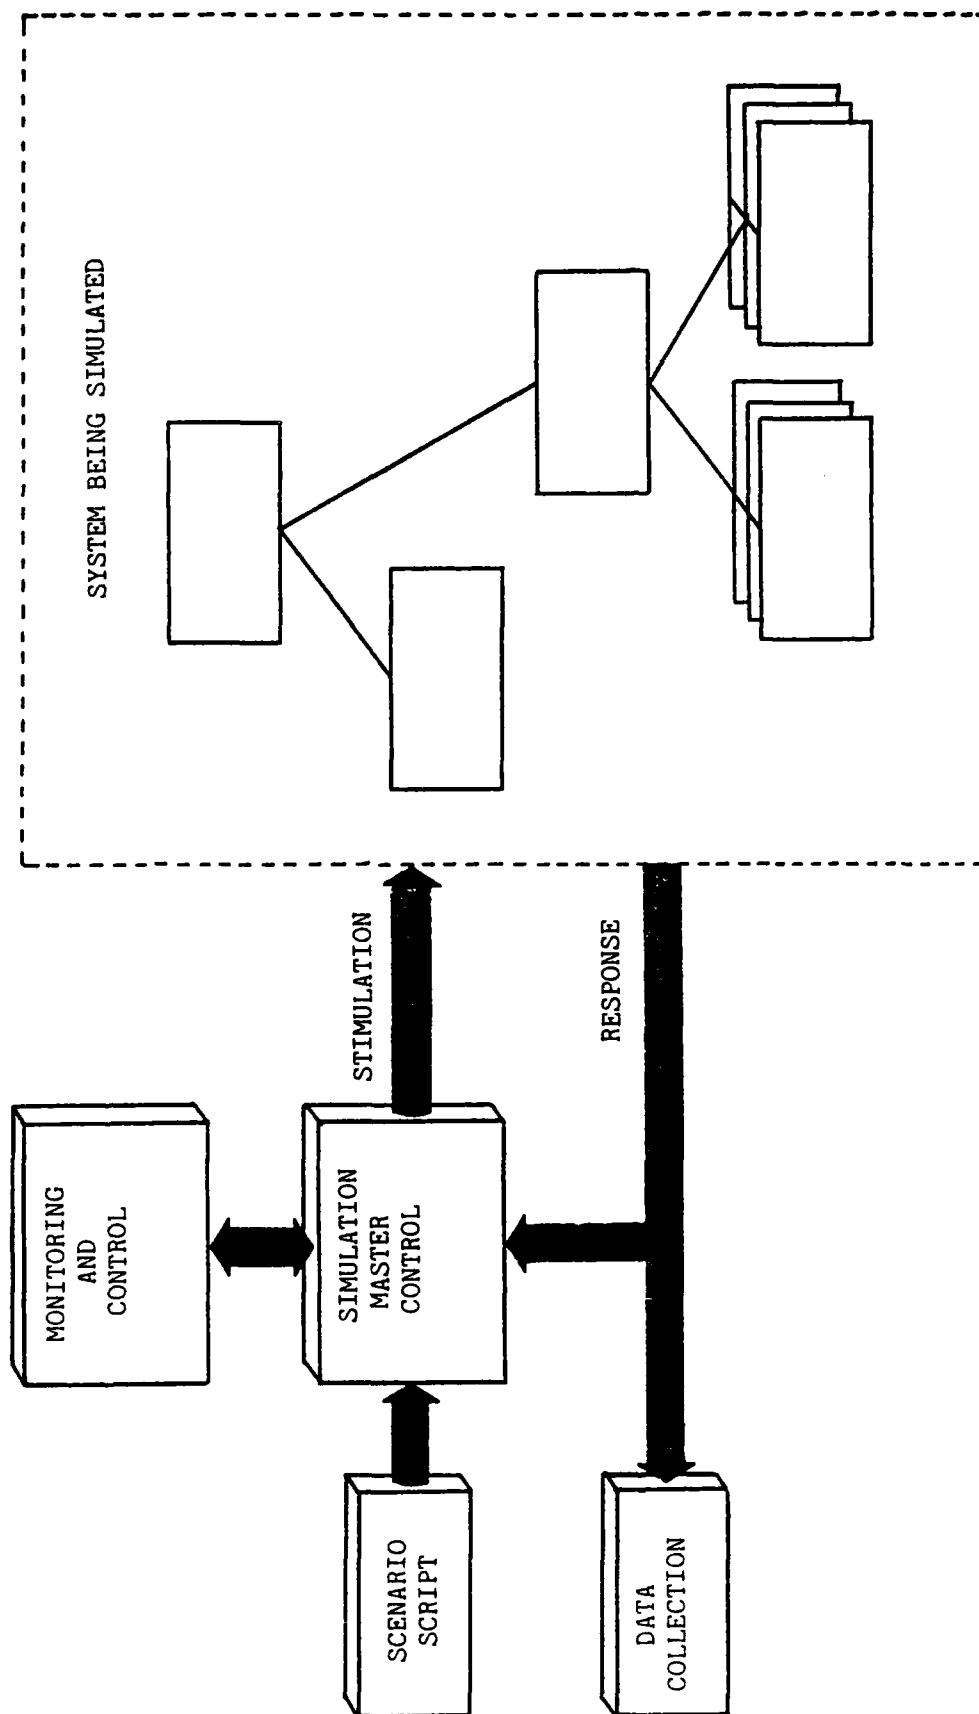 MONITORING
AND
CONTROL
SCENARIO
SCRIPT
SIMULATION
MASTER
CONTROL
STIMULATION
DATA
COLLECTION
RESPONSE
SYSTEM BEING SIMULATED